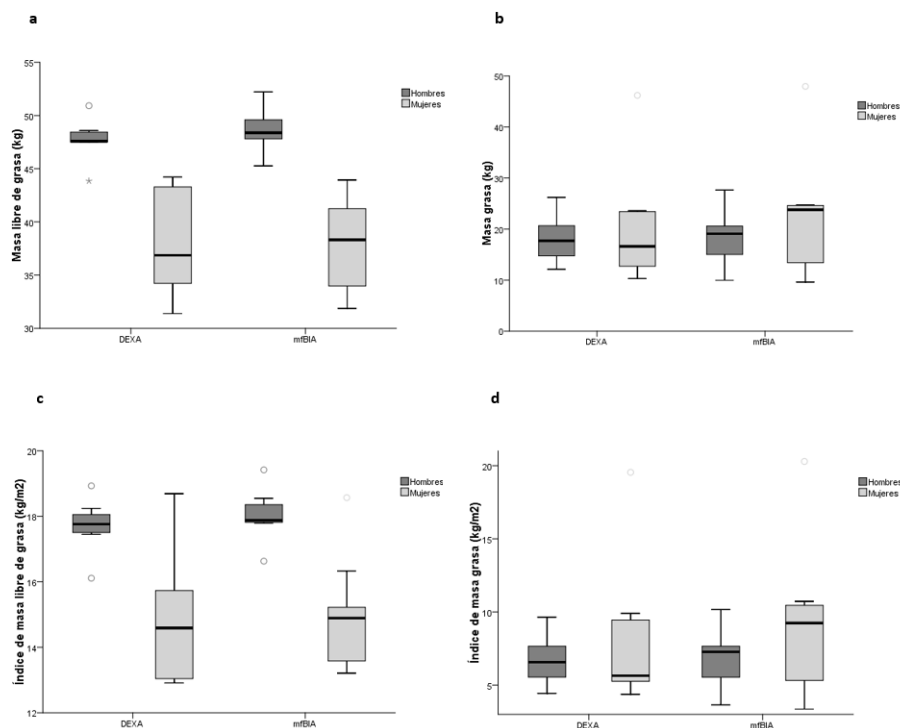 a
Masa libre de grasa (kg)
55
50
45
40
35
30
DEXA
mfBIA
Hombres
Mujeres
b
Masa grasa (kg)
50
40
30
20
10
0
DEXA
mfBIA
Hombres
Mujeres
c
Índice de masa libre de grasa (kg/m2)
20
18
16
14
12
DEXA
mfBIA
Hombres
Mujeres
d
Índice de masa grasa (kg/m2)
20
15
10
5
DEXA
mfBIA
Hombres
Mujeres